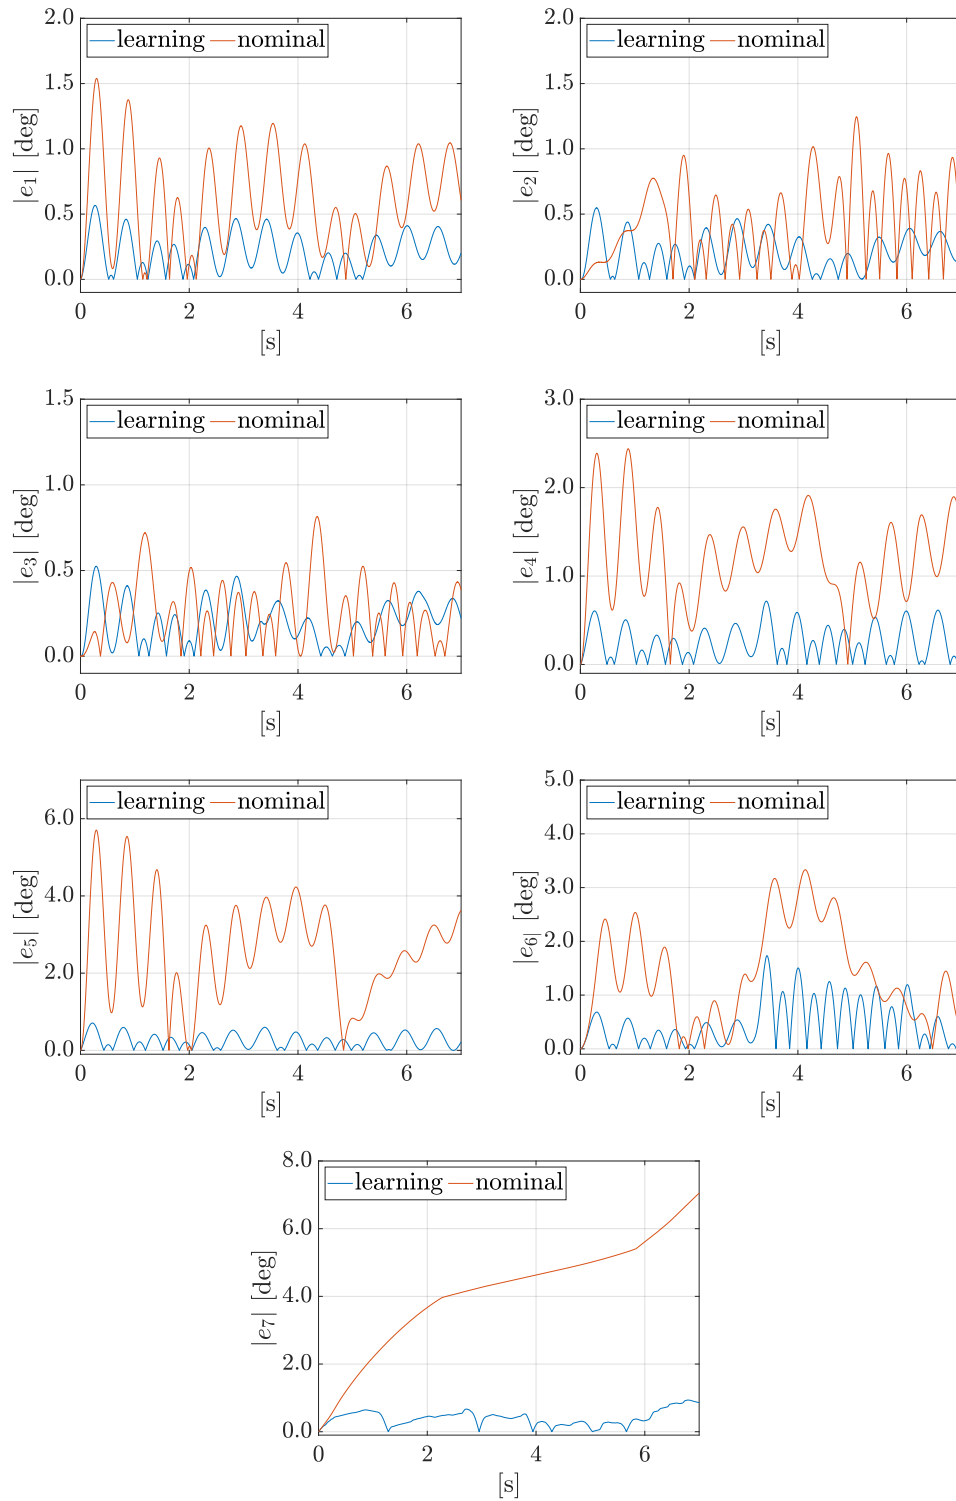 2.0
learning nominal
1.5
1.0
0.5
0.0
|e1| [deg]
0 2 4 6
[s]
2.0
learning nominal
1.5
1.0
0.5
0.0
|e2| [deg]
0 2 4 6
[s]
1.5
learning nominal
1.0
0.5
0.0
|e3| [deg]
0 2 4 6
[s]
3.0
learning nominal
2.0
1.0
0.0
|e4| [deg]
0 2 4 6
[s]
learning nominal
6.0
4.0
2.0
0.0
|e5| [deg]
0 2 4 6
[s]
5.0
learning nominal
4.0
3.0
2.0
1.0
0.0
|e6| [deg]
0 2 4 6
[s]
8.0
learning nominal
6.0
4.0
2.0
0.0
|e7| [deg]
0 2 4 6
[s]